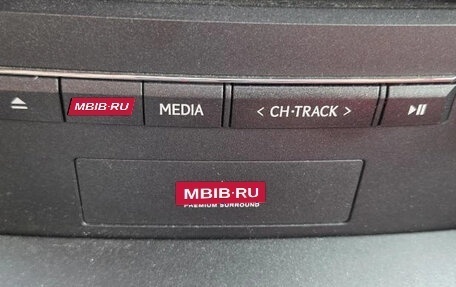 MBIB·RU MEDIA < CH·TRACK >
MBIB·RU
PREMIUM SURROUND